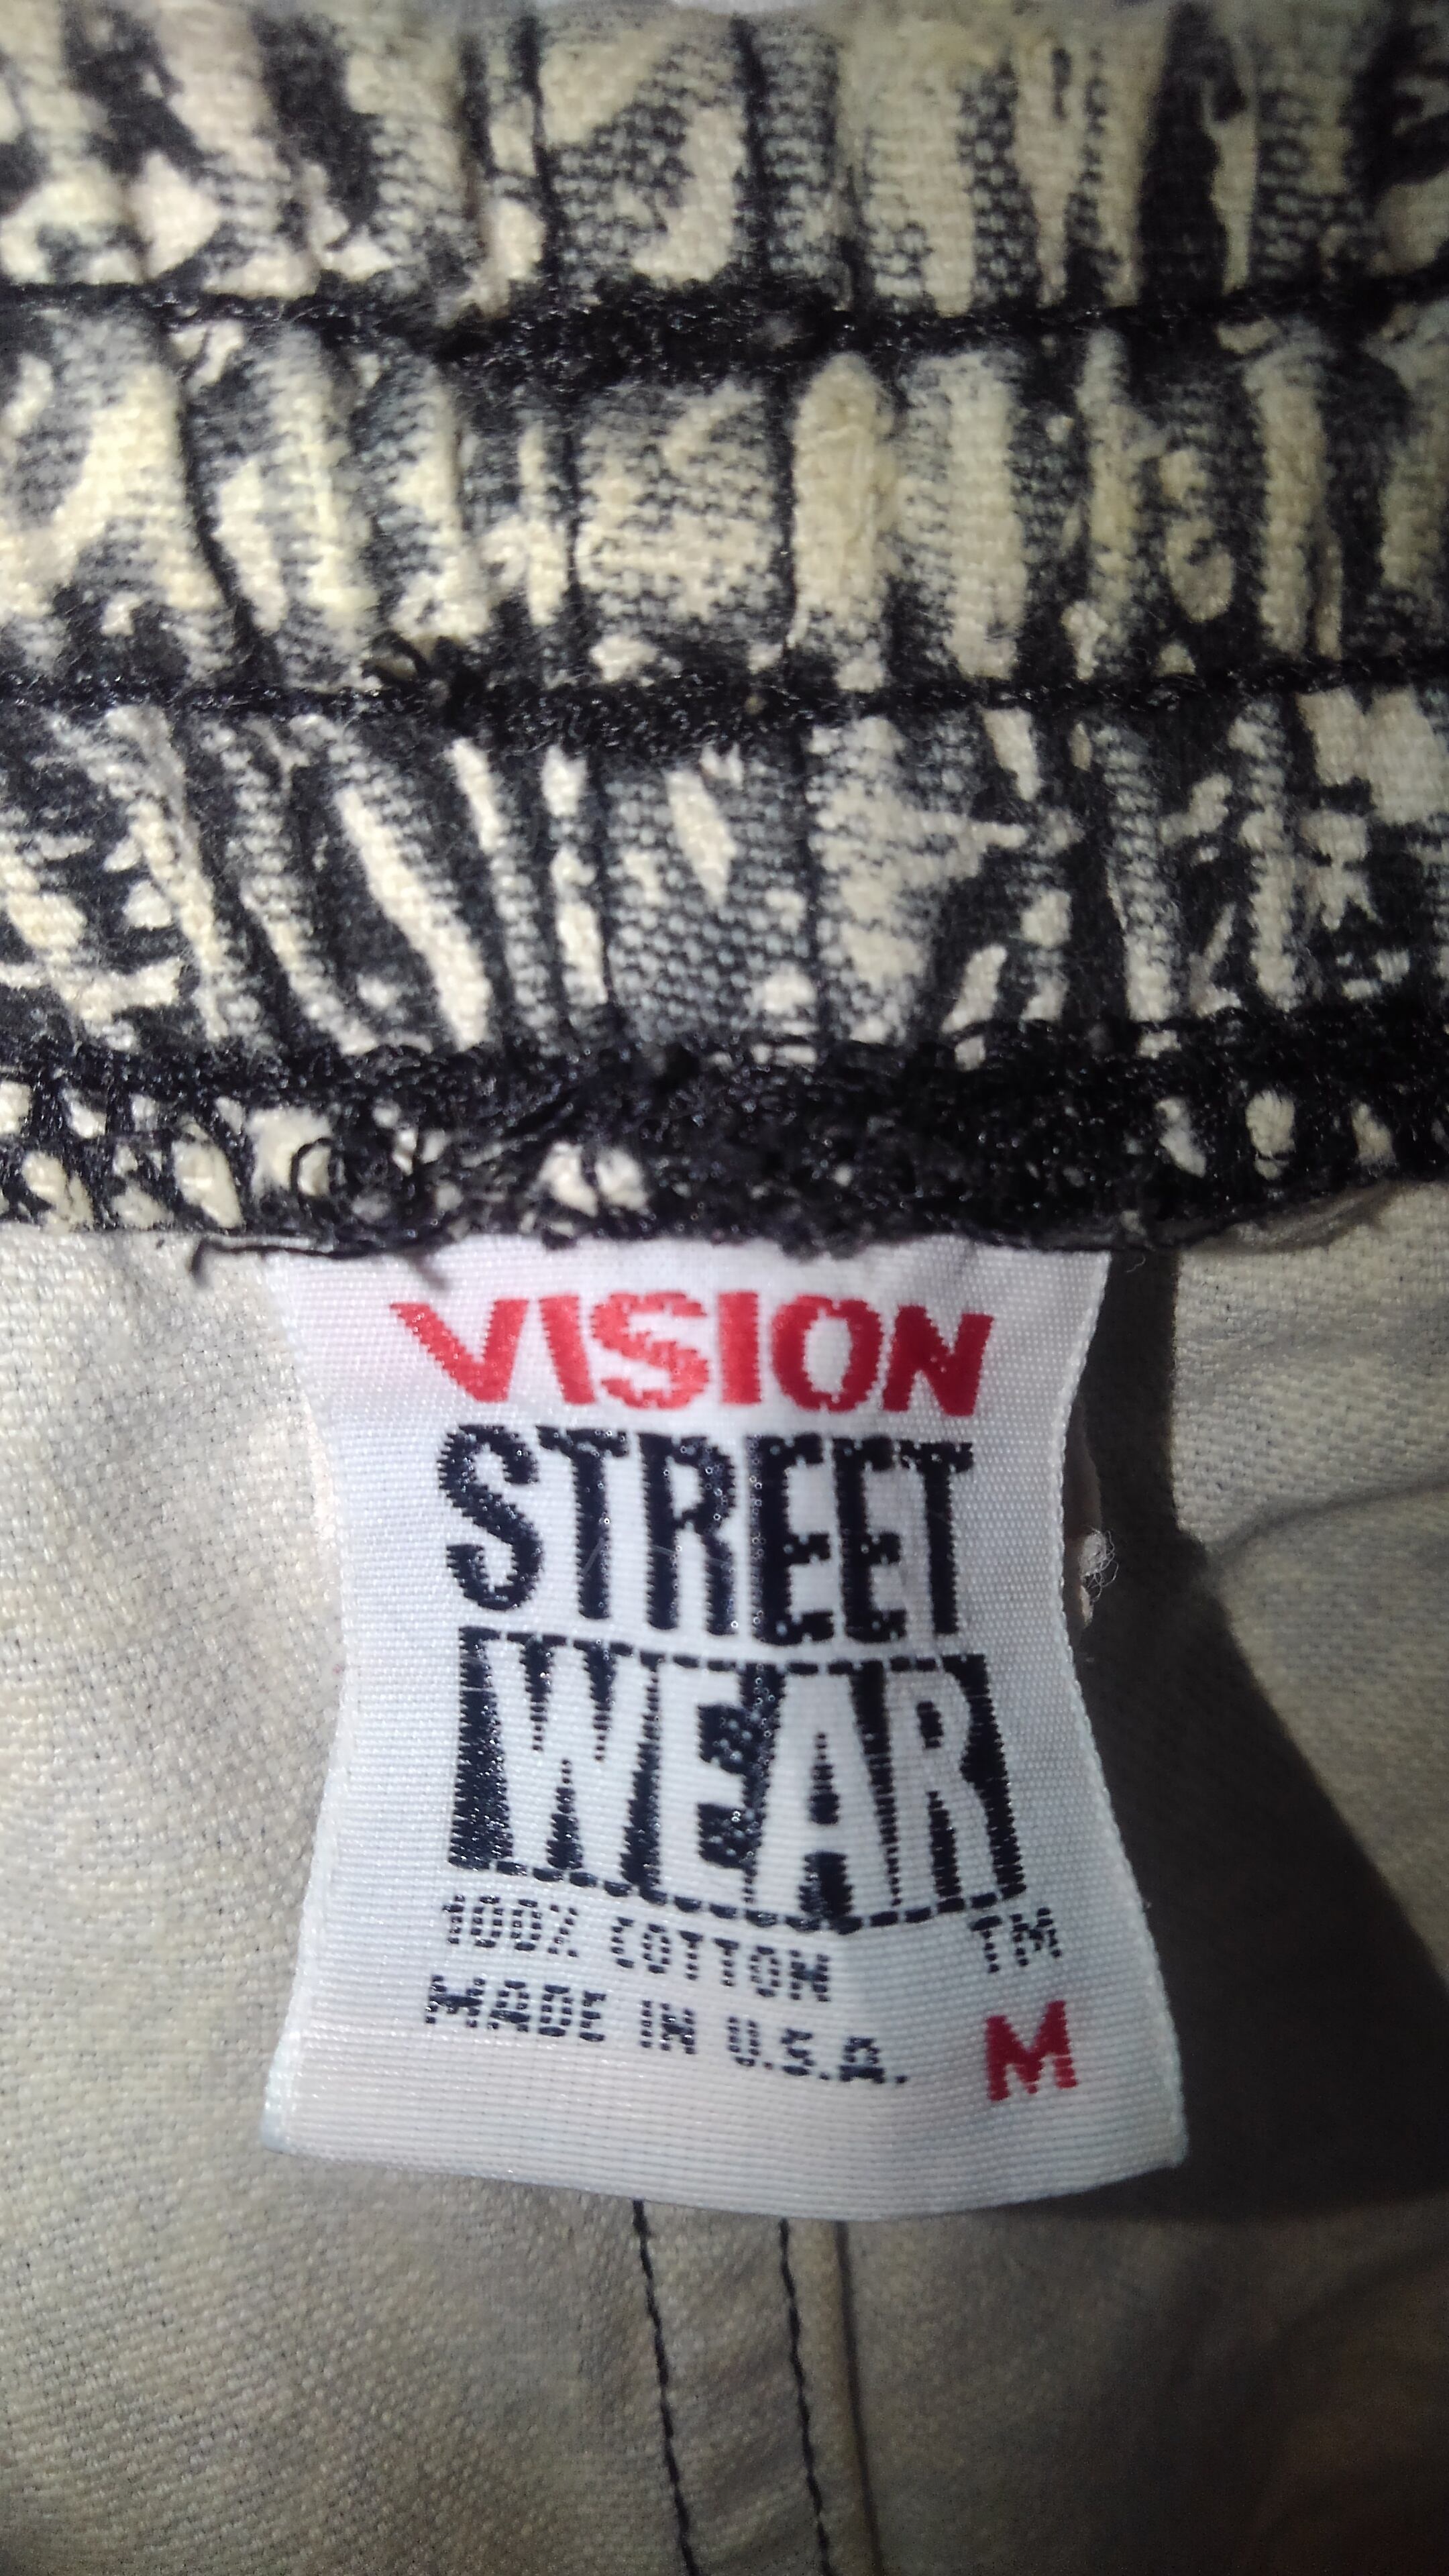 VISION
STREET
WEAR
TM
100% COTTON
MADE IN U.S.A.
M